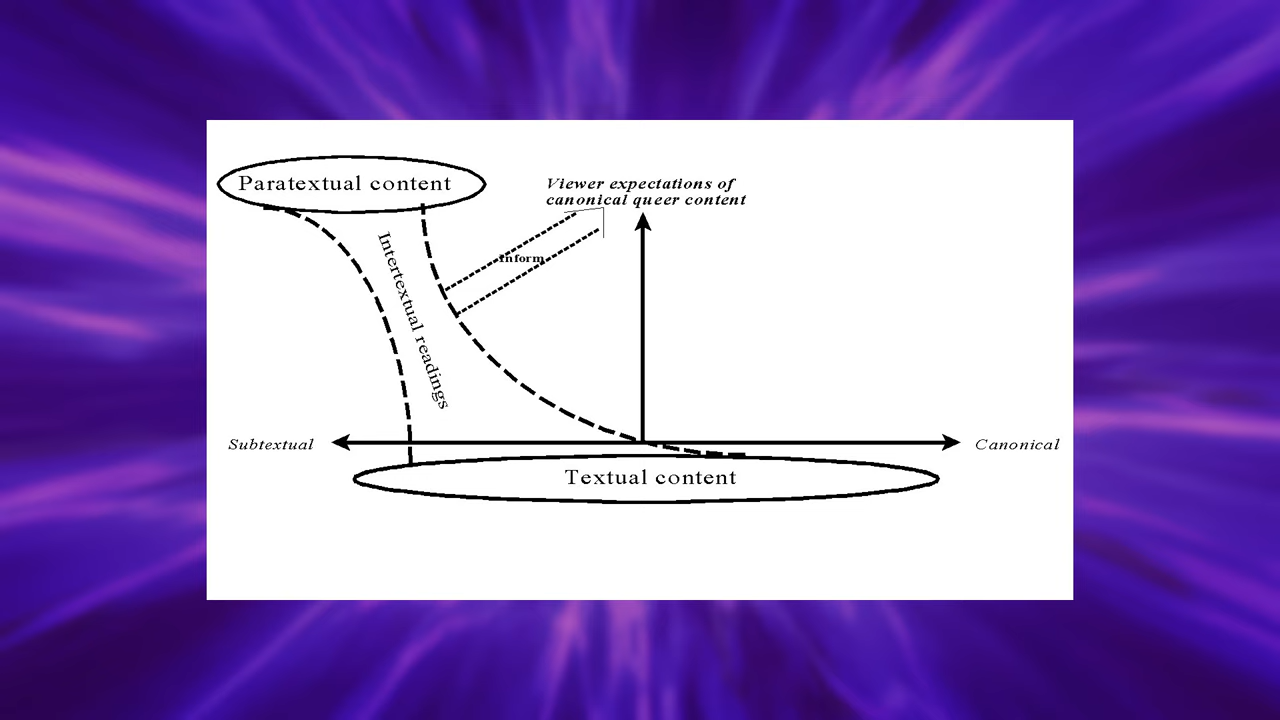 Paratextual content
Viewer expectations of
canonical queer content
Inform
Intertextual readings
Subtextual
Canonical
Textual content